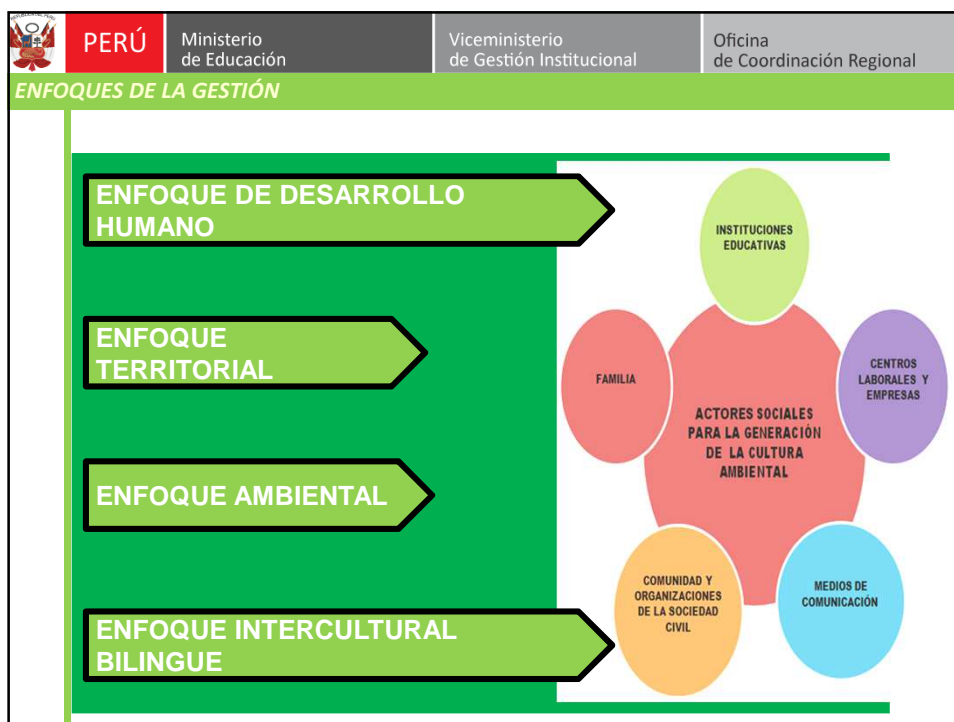 PERÚ
Ministerio
de Educación
Viceministerio
de Gestión Institucional
Oficina
de Coordinación Regional
ENFOQUES DE LA GESTIÓN
ENFOQUE DE DESARROLLO
HUMANO
ENFOQUE
TERRITORIAL
ENFOQUE AMBIENTAL
ENFOQUE INTERCULTURAL
BILINGUE
INSTITUCIONES
EDUCATIVAS
FAMILIA
CENTROS
LABORALES Y
EMPRESAS
ACTORES SOCIALES
PARA LA GENERACIÓN
DE LA CULTURA
AMBIENTAL
COMUNIDAD Y
ORGANIZACIONES
DE LA SOCIEDAD
CIVIL
MEDIOS DE
COMUNICACIÓN